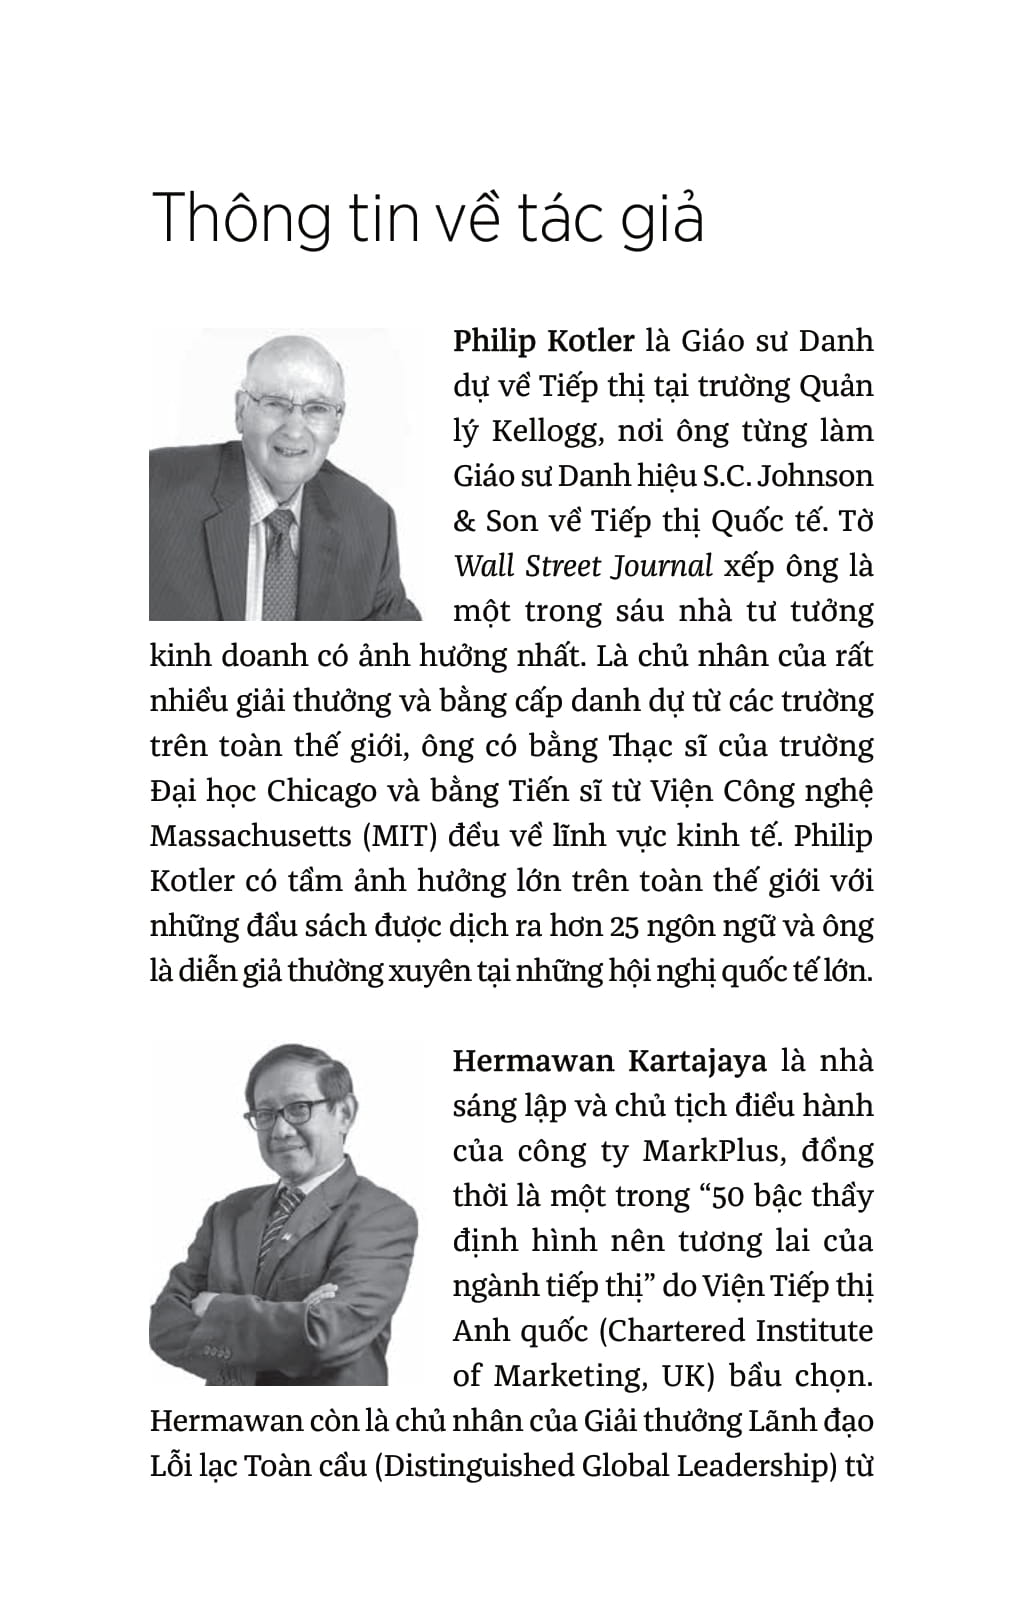 Thông tin về tác giả
Philip Kotler là Giáo sư Danh
dự về Tiếp thị tại trường Quản
lý Kellogg, nơi ông từng làm
Giáo sư Danh hiệu S.C. Johnson
& Son về Tiếp thị Quốc tế. Tờ
Wall Street Journal xếp ông là
một trong sáu nhà tư tưởng
kinh doanh có ảnh hưởng nhất. Là chủ nhân của rất
nhiều giải thưởng và bằng cấp danh dự từ các trường
trên toàn thế giới, ông có bằng Thạc sĩ của trường
Đại học Chicago và bằng Tiến sĩ từ Viện Công nghệ
Massachusetts (MIT) đều về lĩnh vực kinh tế. Philip
Kotler có tầm ảnh hưởng lớn trên toàn thế giới với
những đầu sách được dịch ra hơn 25 ngôn ngữ và ông
là diễn giả thường xuyên tại những hội nghị quốc tế lớn.
Hermawan Kartajaya là nhà
sáng lập và chủ tịch điều hành
của công ty MarkPlus, đồng
thời là một trong “50 bậc thầy
định hình nên tương lai của
ngành tiếp thị” do Viện Tiếp thị
Anh quốc (Chartered Institute
of Marketing, UK) bầu chọn.
Hermawan còn là chủ nhân của Giải thưởng Lãnh đạo
Lỗi lạc Toàn cầu (Distinguished Global Leadership) từ